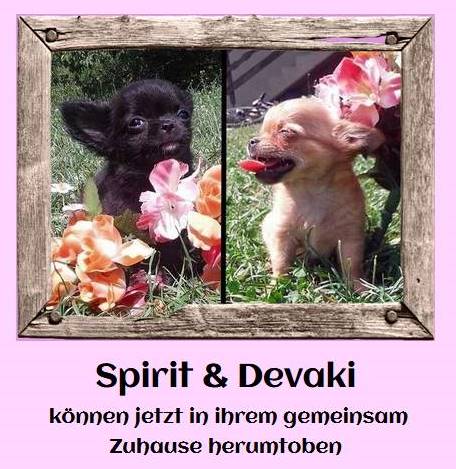 Spirit & Devaki
können jetzt in ihrem gemeinsam
Zuhause herumtoben